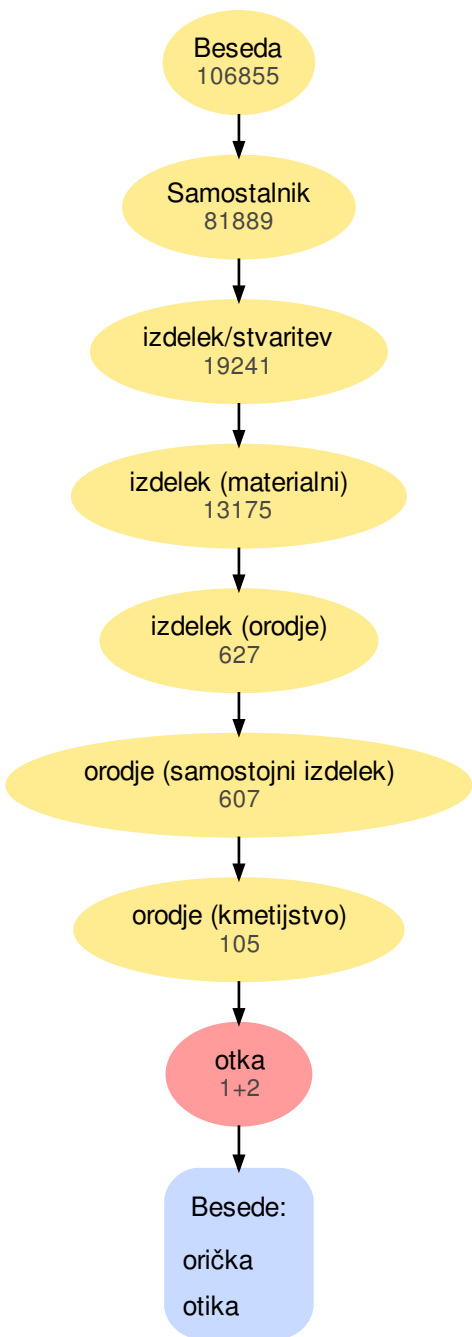 Beseda
106855
Samostalnik
81889
izdelek/stvaritev
19241
izdelek (materialni)
13175
izdelek (orodje)
627
orodje (samostojni izdelek)
607
orodje (kmetijstvo)
105
otka
1+2
Besede:
orička
otika